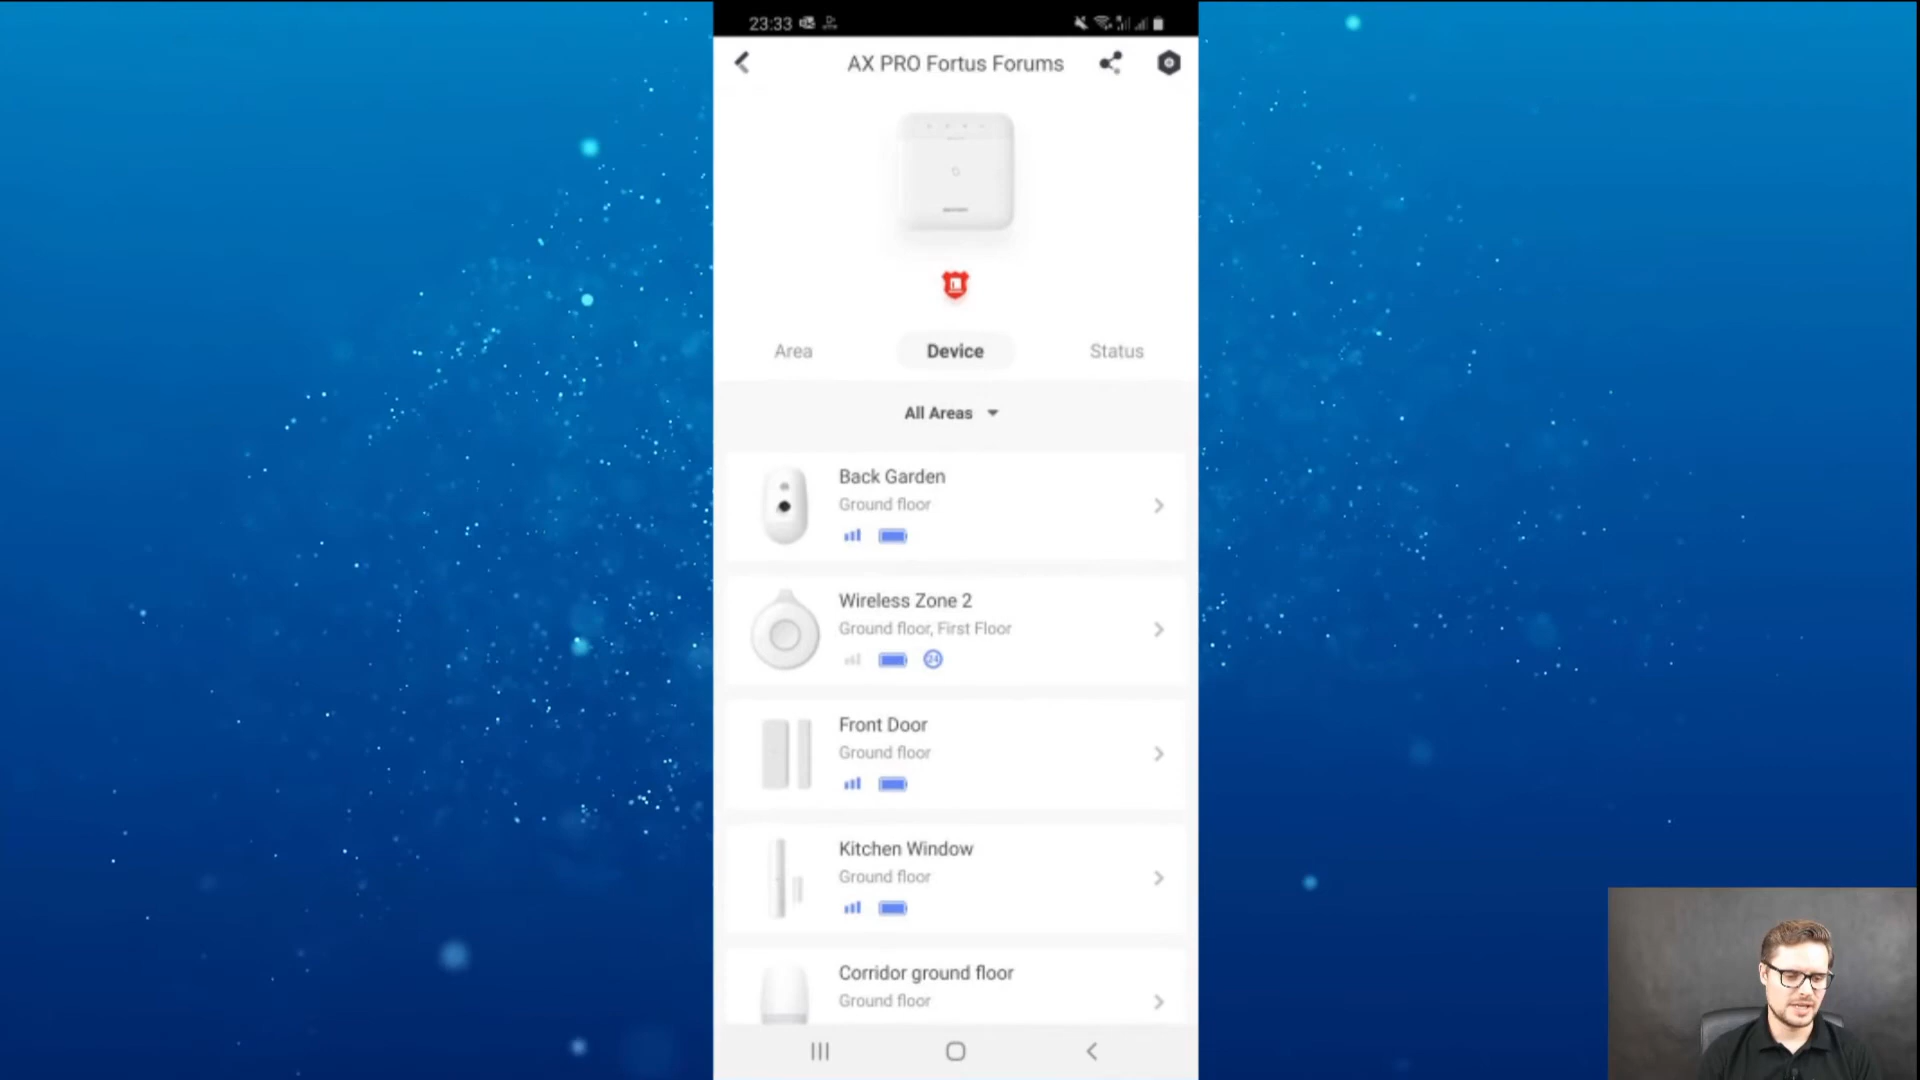 23:33
AX PRO Fortus Forums
Area
Device
Status
All Areas
Back Garden
Ground floor
Wireless Zone 2
Ground floor, First Floor
24
Front Door
Ground floor
Kitchen Window
Ground floor
Corridor ground floor
Ground floor